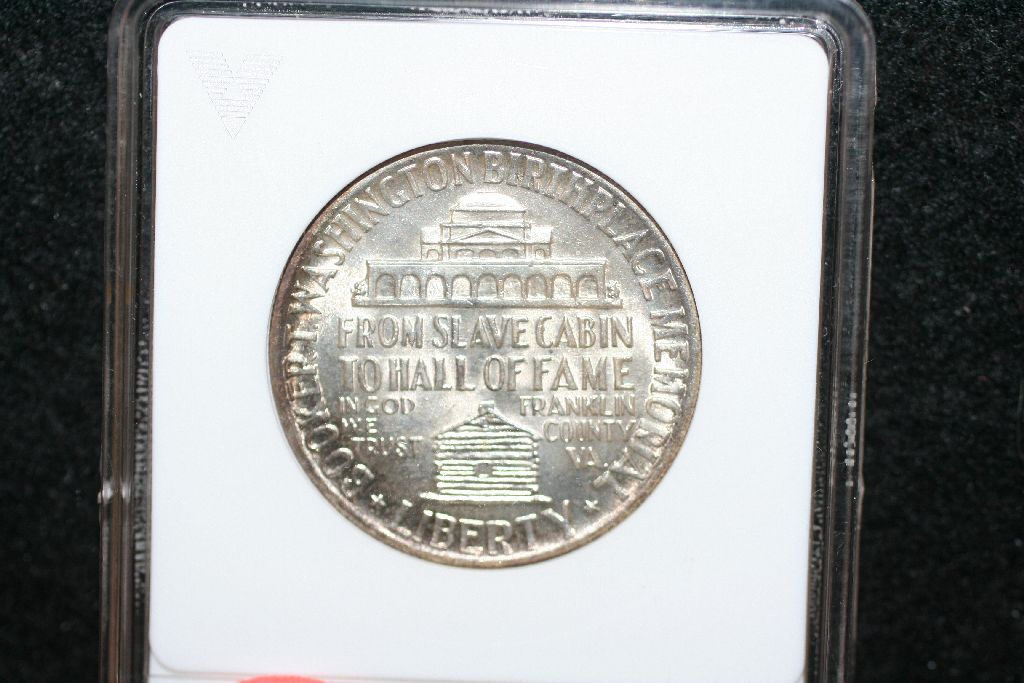 BOOKER T. WASHINGTON BIRTHPLACE MEMORIAL
FROM SLAVE CABIN
TO HALL OF FAME
IN GOD
WE
TRUST
FRANKLIN
COUNTY
VA.
LIBERTY